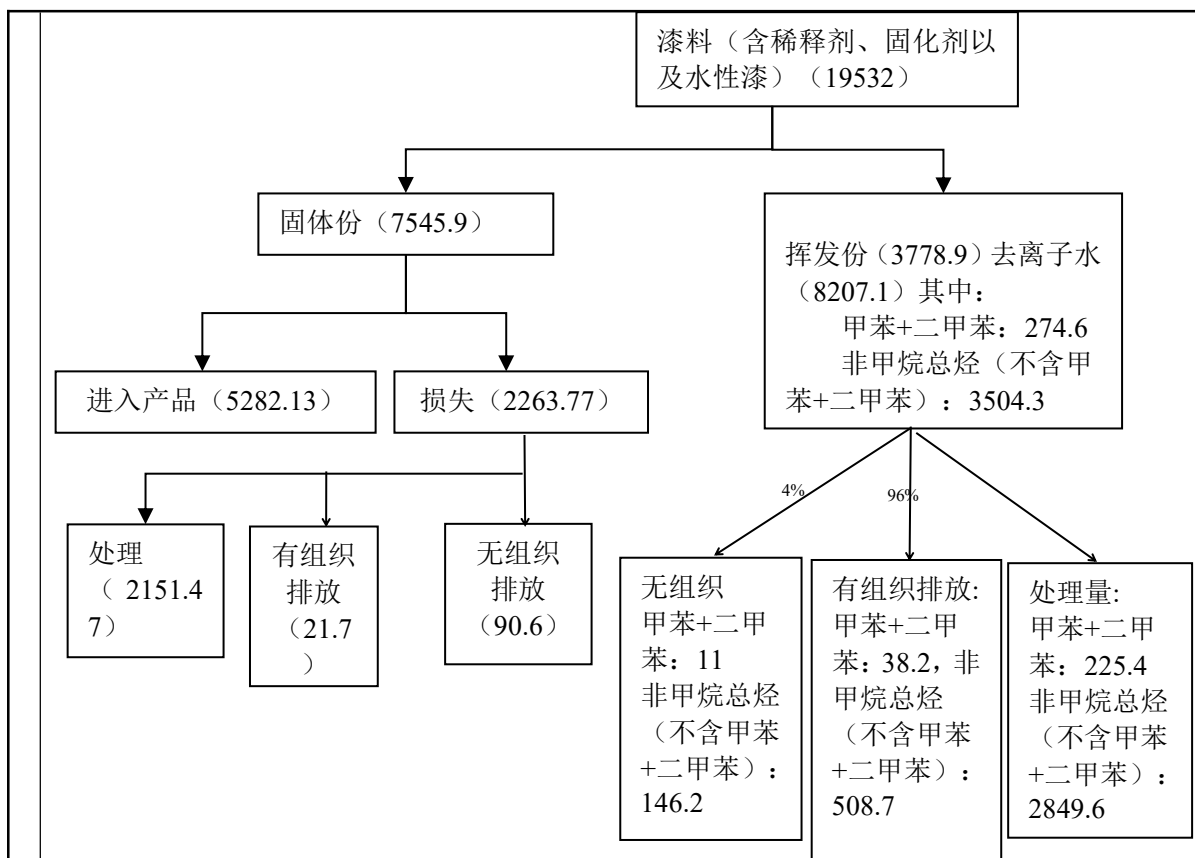 漆料（含稀释剂、固化剂以
及水性漆）（19532）
固体份（7545.9）
挥发份（3778.9）去离子水
（8207.1）其中：
甲苯+二甲苯：274.6
非甲烷总烃（不含甲
苯+二甲苯）：3504.3
进入产品（5282.13）
损失（2263.77）
4%
96%
处理
（2151.4
7）
有组织
排放
（21.7
）
无组织
排放
（90.6）
无组织
甲苯+二甲
苯：11
非甲烷总烃
（不含甲苯
+二甲苯）：
146.2
有组织排放:
甲苯+二甲
苯：38.2，非
甲烷总烃
（不含甲苯
+二甲苯）：
508.7
处理量:
甲苯+二甲
苯：225.4
非甲烷总烃
（不含甲苯
+二甲苯）：
2849.6